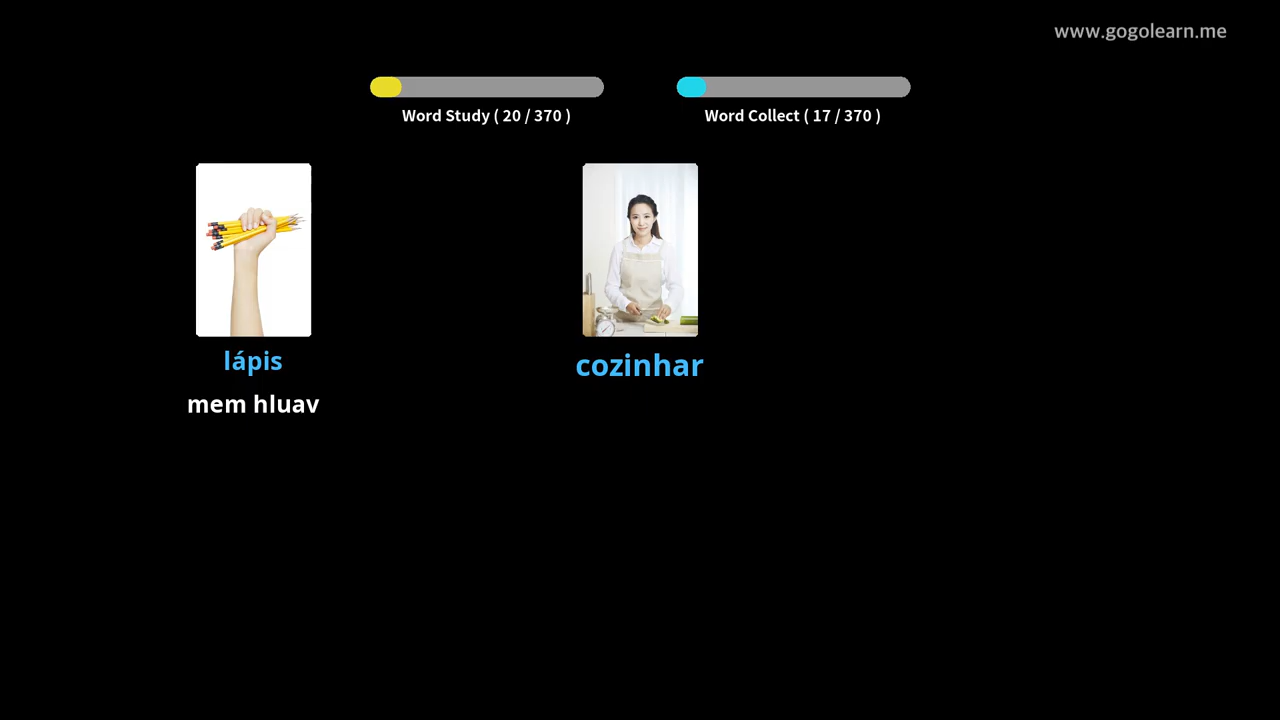 www.gogolearn.me
Word Study ( 20 / 370 )
Word Collect ( 17 / 370 )
lápis
mem hluav
cozinhar